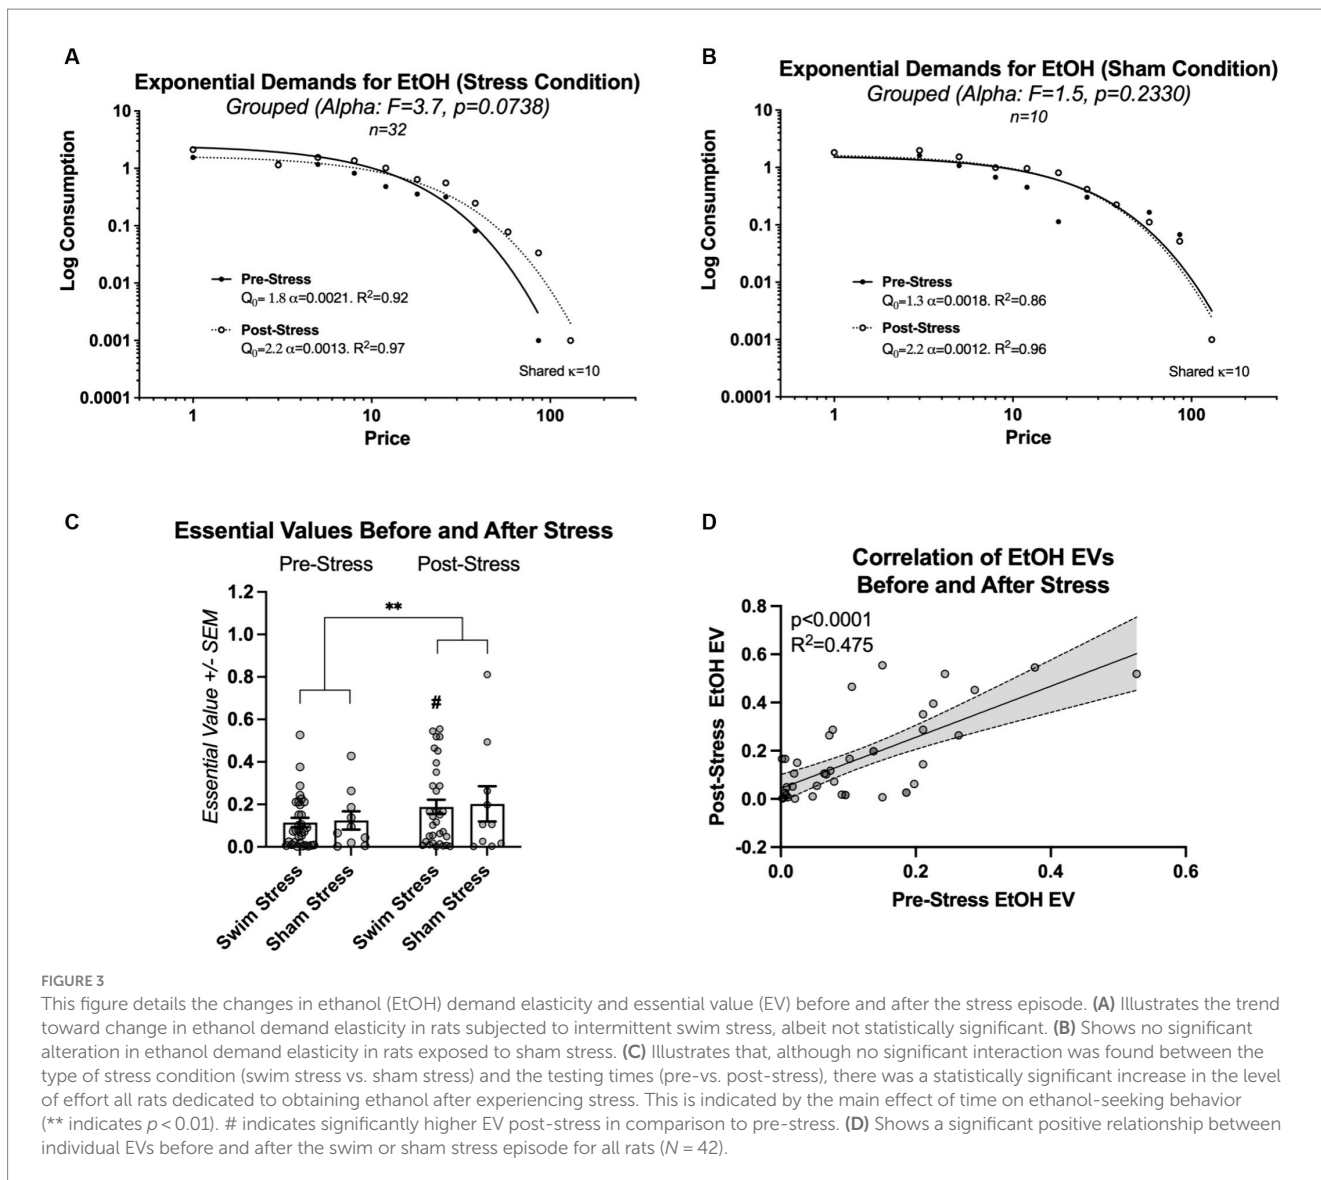 A
Exponential Demands for EtOH (Stress Condition)
Grouped (Alpha: F=3.7, p=0.0738)
n=32
10
1
0.1
0.01
0.001
0.0001
Log Consumption
Pre-Stress
Q₀= 1.8 α=0.0021. R²=0.92
Post-Stress
Q₀=2.2 α=0.0013. R²=0.97
Shared κ=10
1
10
100
Price
B
Exponential Demands for EtOH (Sham Condition)
Grouped (Alpha: F=1.5, p=0.2330)
n=10
10
1
0.1
0.01
0.001
0.0001
Log Consumption
Pre-Stress
Q₀=1.3 α=0.0018. R²=0.86
Post-Stress
Q₀=2.2 α=0.0012. R²=0.96
Shared κ=10
1
10
100
Price
C
Essential Values Before and After Stress
Pre-Stress
Post-Stress
1.2
1.0
0.8
0.6
0.4
0.2
0.0
Essential Value +/- SEM
**
#
Swim Stress
Sham Stress
Swim Stress
Sham Stress
D
Correlation of EtOH EVs
Before and After Stress
p<0.0001
R²=0.475
0.8
0.6
0.4
0.2
0.0
-0.2
Post-Stress EtOH EV
0.0
0.2
0.4
0.6
Pre-Stress EtOH EV
FIGURE 3
This figure details the changes in ethanol (EtOH) demand elasticity and essential value (EV) before and after the stress episode. (A) Illustrates the trend
toward change in ethanol demand elasticity in rats subjected to intermittent swim stress, albeit not statistically significant. (B) Shows no significant
alteration in ethanol demand elasticity in rats exposed to sham stress. (C) Illustrates that, although no significant interaction was found between the
type of stress condition (swim stress vs. sham stress) and the testing times (pre-vs. post-stress), there was a statistically significant increase in the level
of effort all rats dedicated to obtaining ethanol after experiencing stress. This is indicated by the main effect of time on ethanol-seeking behavior
(** indicates p < 0.01). # indicates significantly higher EV post-stress in comparison to pre-stress. (D) Shows a significant positive relationship between
individual EVs before and after the swim or sham stress episode for all rats (N = 42).